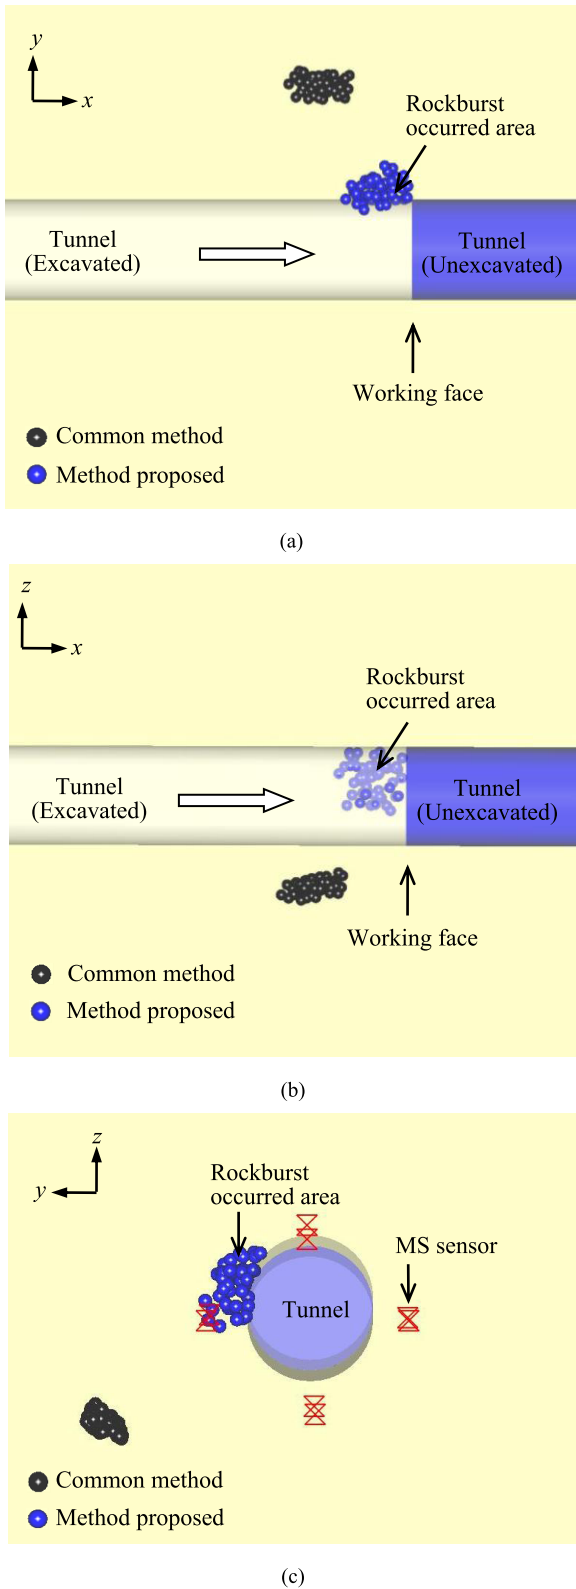 y
x
Rockburst
occurred area
Tunnel
(Excavated)
Tunnel
(Unexcavated)
Working face
Common method
Method proposed
(a)
z
x
Rockburst
occurred area
Tunnel
(Excavated)
Tunnel
(Unexcavated)
Working face
Common method
Method proposed
(b)
z
y
Rockburst
occurred area
MS sensor
Tunnel
Common method
Method proposed
(c)